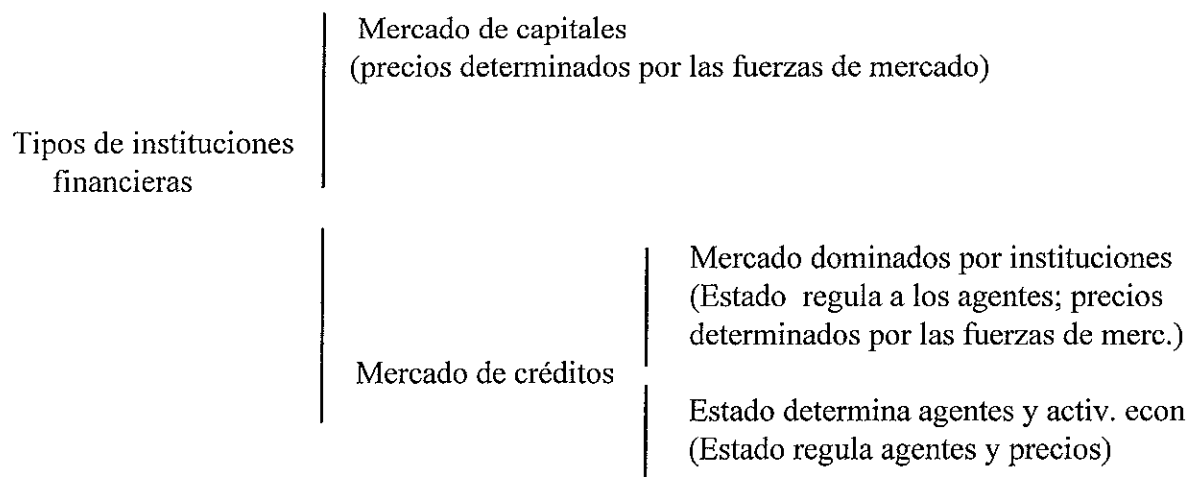 Mercado de capitales
(precios determinados por las fuerzas de mercado)
Tipos de instituciones
financieras
Mercado dominados por instituciones
(Estado regula a los agentes; precios
determinados por las fuerzas de merc.)
Mercado de créditos
Estado determina agentes y activ. econ
(Estado regula agentes y precios)